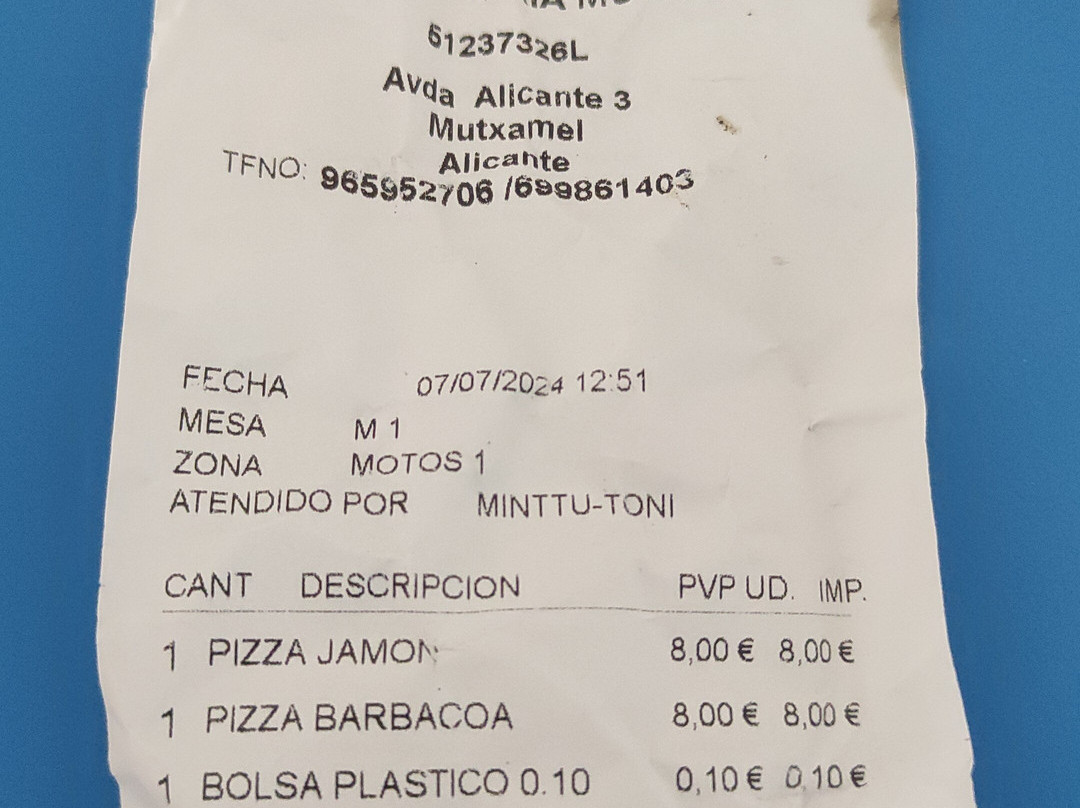 51237326L
Avda Alicante 3
Mutxamel
Alicante
TFNO: 965952706 /699861403
FECHA 07/07/2024 12:51
MESA M 1
ZONA MOTOS 1
ATENDIDO POR MINTTU-TONI
CANT DESCRIPCION PVP UD. IMP.
1 PIZZA JAMON 8,00 € 8,00 €
1 PIZZA BARBACOA 8,00 € 8,00 €
1 BOLSA PLASTICO 0.10 0,10 € 0,10 €